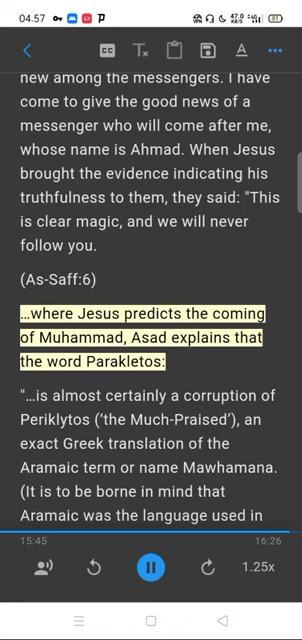 04.57
47.0
KB/S
81
CC
new among the messengers. I have
come to give the good news of a
messenger who will come after me,
whose name is Ahmad. When Jesus
brought the evidence indicating his
truthfulness to them, they said: "This
is clear magic, and we will never
follow you.
(As-Saff:6)
…where Jesus predicts the coming
of Muhammad, Asad explains that
the word Parakletos:
"…is almost certainly a corruption of
Periklytos (‘the Much-Praised’), an
exact Greek translation of the
Aramaic term or name Mawhamana.
(It is to be borne in mind that
Aramaic was the language used in
15:45
16:26
1.25x